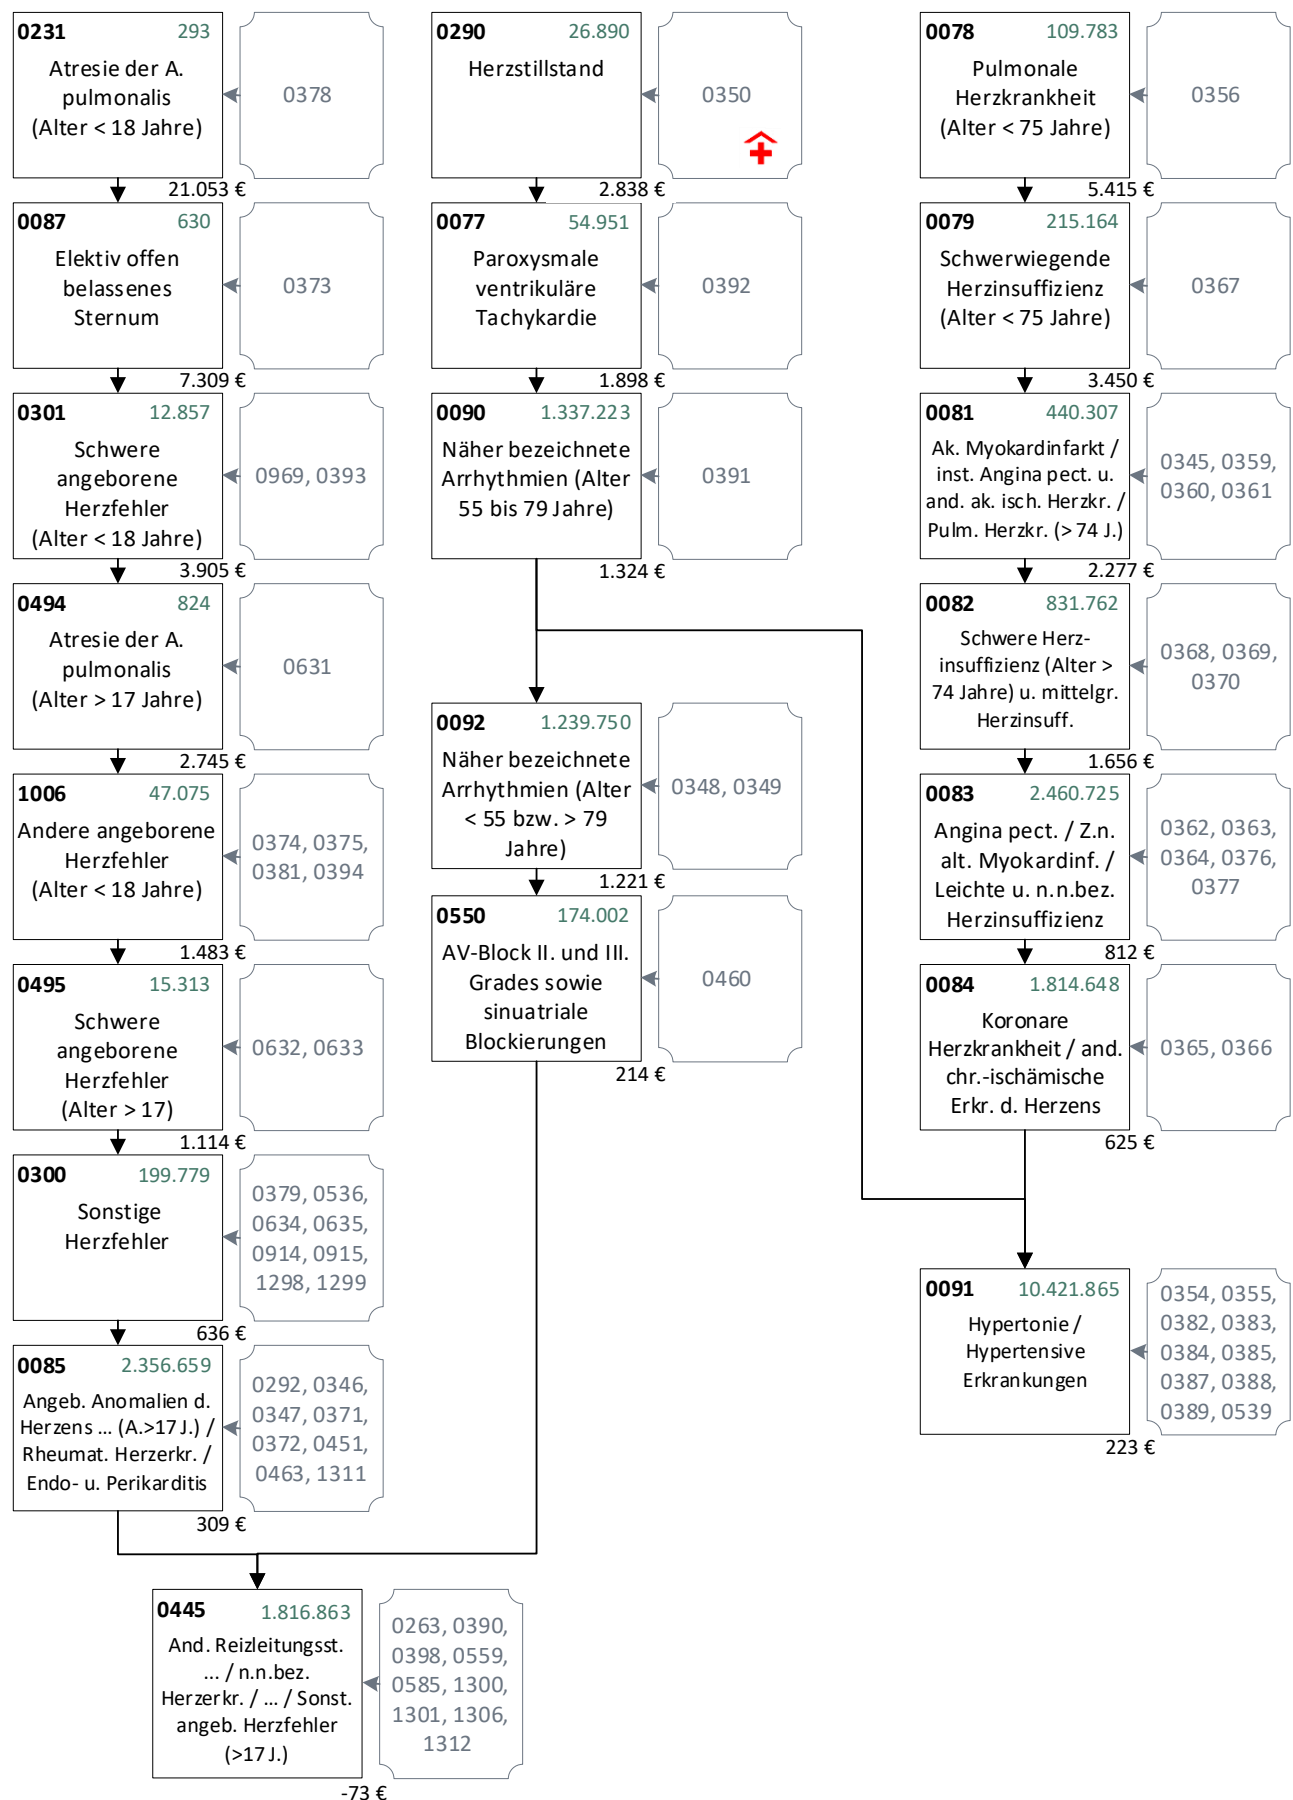 0231 293
Atresie der A.
pulmonalis
(Alter < 18 Jahre)
0378
21.053 €
0087 630
Elektiv offen
belassenes
Sternum
0373
7.309 €
0301 12.857
Schwere
angeborene
Herzfehler
(Alter < 18 Jahre)
0969, 0393
3.905 €
0494 824
Atresie der A.
pulmonalis
(Alter > 17 Jahre)
0631
2.745 €
1006 47.075
Andere angeborene
Herzfehler
(Alter < 18 Jahre)
0374, 0375,
0381, 0394
1.483 €
0495 15.313
Schwere
angeborene
Herzfehler
(Alter > 17)
0632, 0633
1.114 €
0300 199.779
Sonstige
Herzfehler
0379, 0536,
0634, 0635,
0914, 0915,
1298, 1299
636 €
0085 2.356.659
Angeb. Anomalien d.
Herzens ... (A.>17 J.) /
Rheumat. Herzerkr. /
Endo- u. Perikarditis
0292, 0346,
0347, 0371,
0372, 0451,
0463, 1311
309 €
0290 26.890
Herzstillstand
0350
2.838 €
0077 54.951
Paroxysmale
ventrikuläre
Tachykardie
0392
1.898 €
0090 1.337.223
Näher bezeichnete
Arrhythmien (Alter
55 bis 79 Jahre)
0391
1.324 €
0092 1.239.750
Näher bezeichnete
Arrhythmien (Alter
< 55 bzw. > 79
Jahre)
0348, 0349
1.221 €
0550 174.002
AV-Block II. und III.
Grades sowie
sinuatriale
Blockierungen
0460
214 €
0445 1.816.863
And. Reizleitungsst.
... / n.n.bez.
Herzerkr. / ... / Sonst.
angeb. Herzfehler
(>17 J.)
0263, 0390,
0398, 0559,
0585, 1300,
1301, 1306,
1312
-73 €
0078 109.783
Pulmonale
Herzkrankheit
(Alter < 75 Jahre)
0356
5.415 €
0079 215.164
Schwerwiegende
Herzinsuffizienz
(Alter < 75 Jahre)
0367
3.450 €
0081 440.307
Ak. Myokardinfarkt /
inst. Angina pect. u.
and. ak. isch. Herzkr. /
Pulm. Herzkr. (> 74 J.)
0345, 0359,
0360, 0361
2.277 €
0082 831.762
Schwere Herz-
insuffizienz (Alter >
74 Jahre) u. mittelgr.
Herzinsuff.
0368, 0369,
0370
1.656 €
0083 2.460.725
Angina pect. / Z.n.
alt. Myokardinf. /
Leichte u. n.n.bez.
Herzinsuffizienz
0362, 0363,
0364, 0376,
0377
812 €
0084 1.814.648
Koronare
Herzkrankheit / and.
chr.-ischämische
Erkr. d. Herzens
0365, 0366
625 €
0091 10.421.865
Hypertonie /
Hypertensive
Erkrankungen
0354, 0355,
0382, 0383,
0384, 0385,
0387, 0388,
0389, 0539
223 €